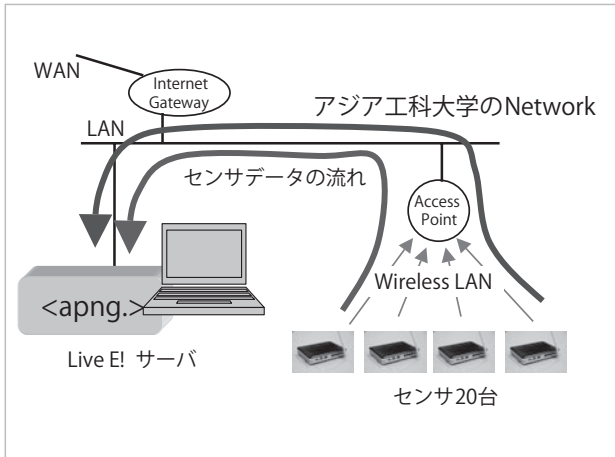 WAN
Internet
Gateway
アジア工科大学のNetwork
LAN
センサデータの流れ
Access
Point
Wireless LAN
<apng.>
Live E! サーバ
センサ20台